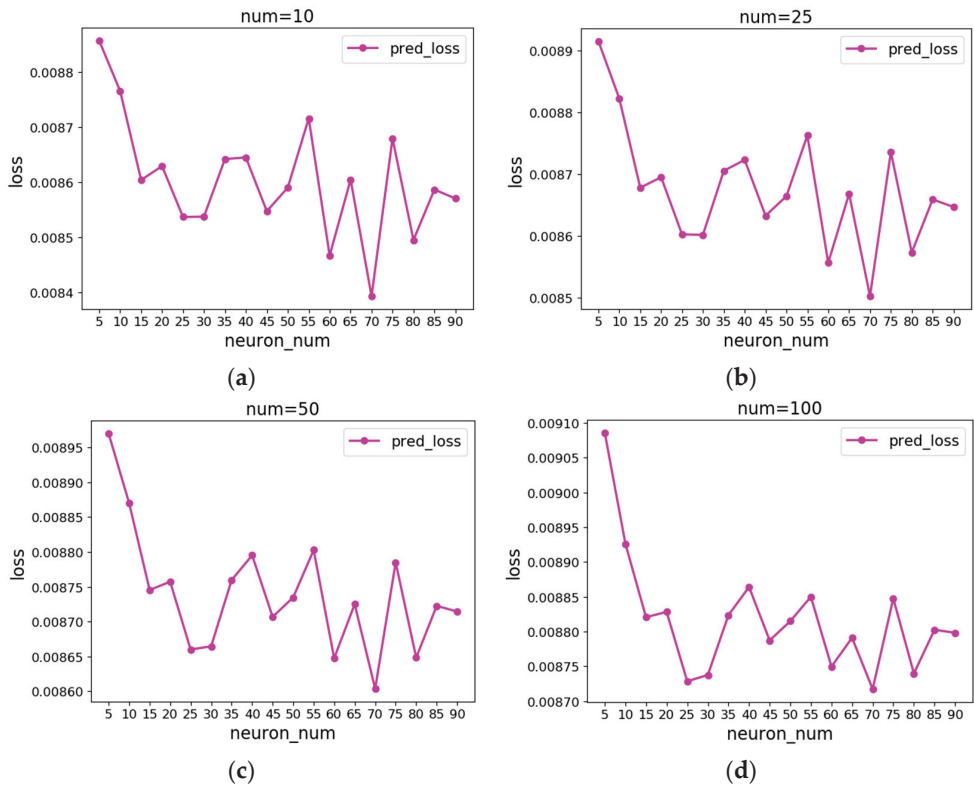 num=10
pred_loss
0.0088
0.0087
0.0086
0.0085
0.0084
loss
5 10 15 20 25 30 35 40 45 50 55 60 65 70 75 80 85 90
neuron_num
(a)
num=25
pred_loss
0.0089
0.0088
0.0087
0.0086
0.0085
loss
5 10 15 20 25 30 35 40 45 50 55 60 65 70 75 80 85 90
neuron_num
(b)
num=50
pred_loss
0.00895
0.00890
0.00885
0.00880
0.00875
0.00870
0.00865
0.00860
loss
5 10 15 20 25 30 35 40 45 50 55 60 65 70 75 80 85 90
neuron_num
(c)
num=100
pred_loss
0.00910
0.00905
0.00900
0.00895
0.00890
0.00885
0.00880
0.00875
0.00870
loss
5 10 15 20 25 30 35 40 45 50 55 60 65 70 75 80 85 90
neuron_num
(d)